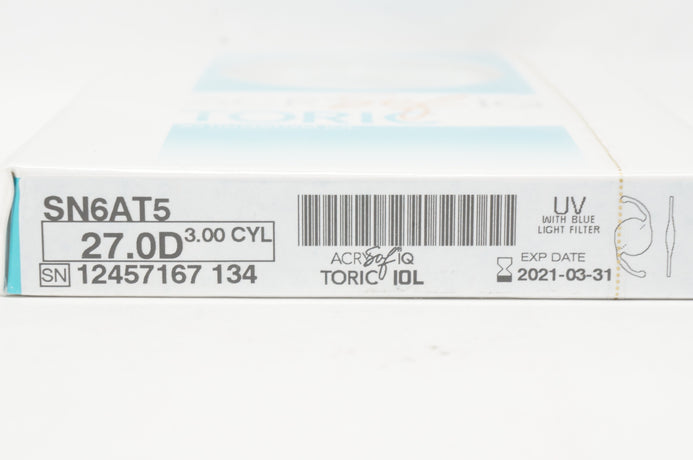 TORIC
SN6AT5
27.0D 3.00 CYL
SN 12457167 134
ACRYSof IQ
TORIC IOL
UV
WITH BLUE
LIGHT FILTER
EXP DATE
2021-03-31